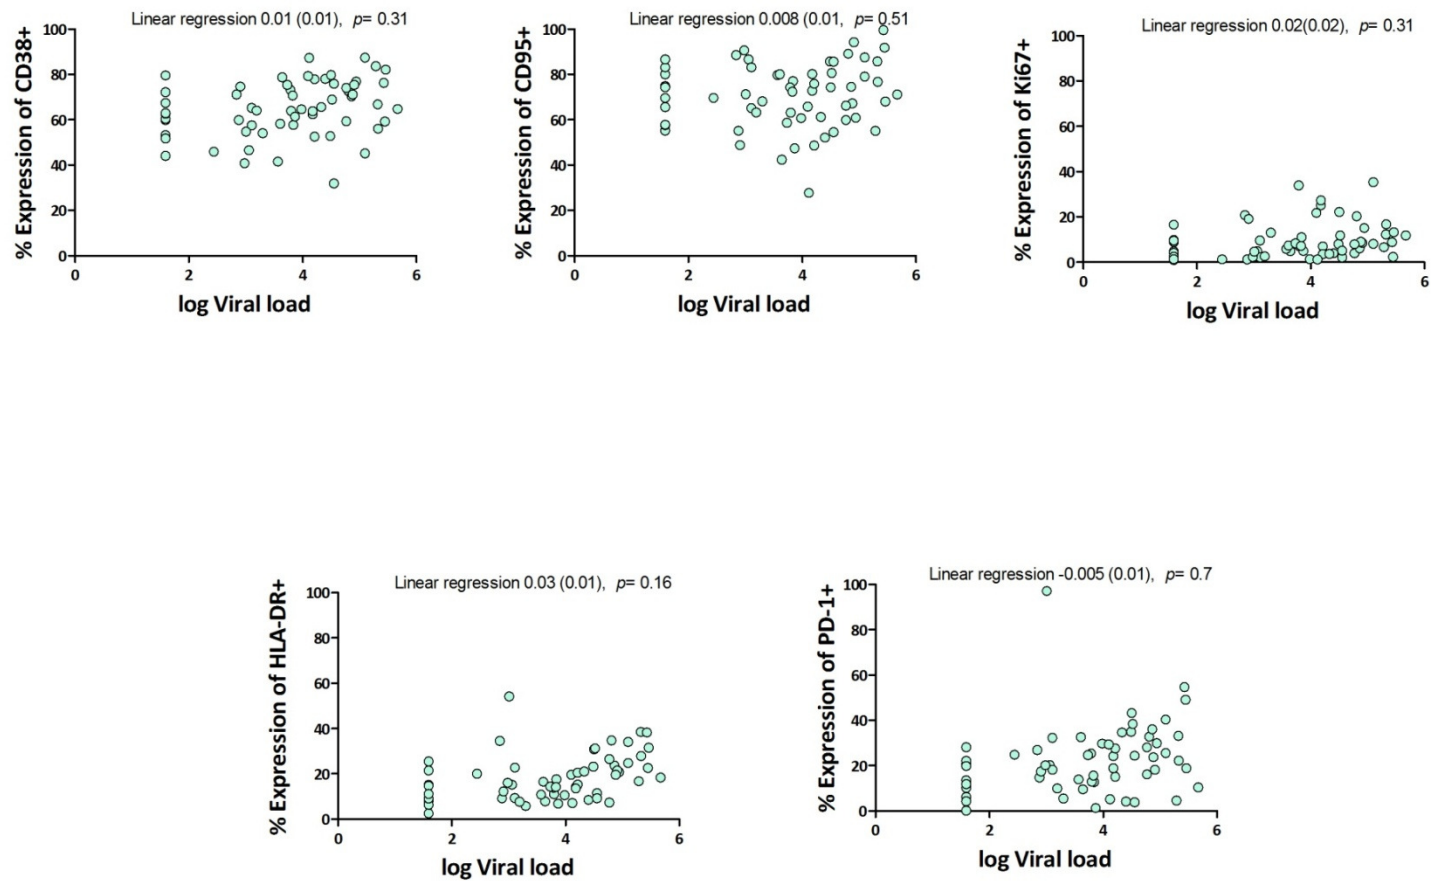 Linear regression 0.01 (0.01), p= 0.31
% Expression of CD38+
100
80
60
40
20
0
0 2 4 6
log Viral load
Linear regression 0.008 (0.01, p= 0.51
% Expression of CD95+
100
80
60
40
20
0
0 2 4 6
log Viral load
Linear regression 0.02(0.02), p= 0.31
% Expression of Ki67+
100
80
60
40
20
0
0 2 4 6
log Viral load
Linear regression 0.03 (0.01), p= 0.16
% Expression of HLA-DR+
100
80
60
40
20
0
0 2 4 6
log Viral load
Linear regression -0.005 (0.01), p= 0.7
% Expression of PD-1+
100
80
60
40
20
0
0 2 4 6
log Viral load